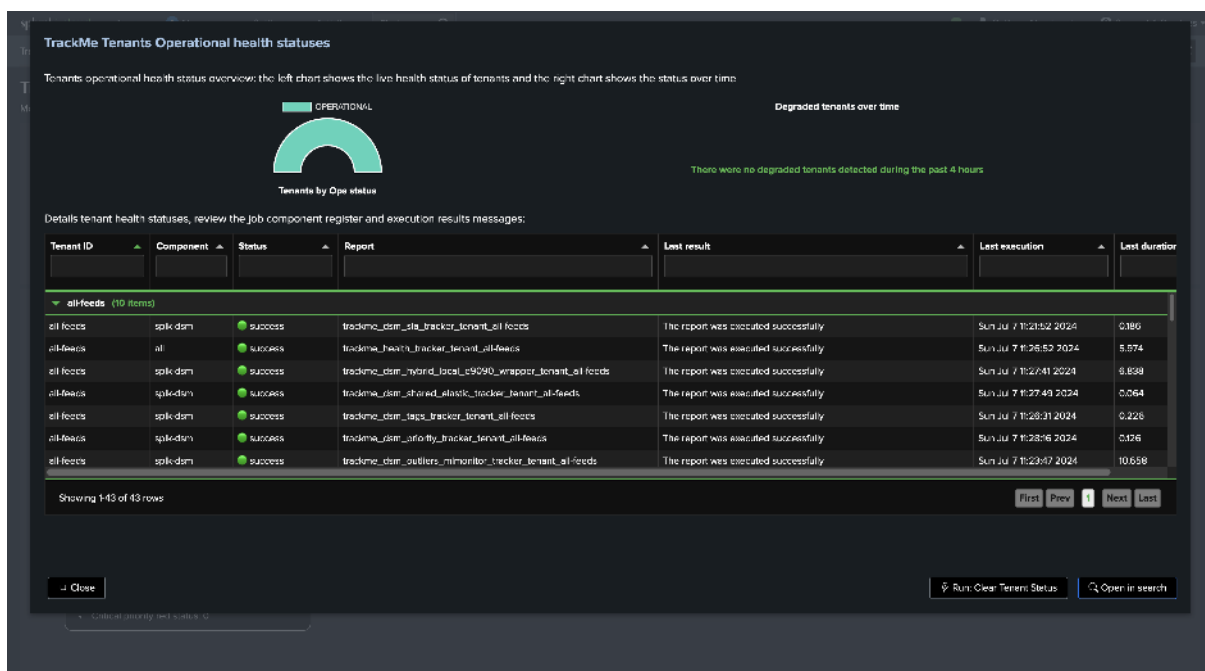 TrackMe Tenants Operational health statuses
Tenants operational health status overview: the left chart shows the live health status of tenants and the right chart shows the status over time
OPERATIONAL
Tenants by Ops status
Degraded tenants over time
There were no degraded tenants detected during the past 4 hours
Details tenant health statuses, review the job component register and execution results messages:
Tenant ID Component Status Report Last result Last execution Last duration
all-feeds (10 items)
all-feeds splk-dsm success trackme_dsm_sla_tracker_tenant_all-feeds The report was executed successfully Sun Jul 7 11:21:52 2024 0.186
all-feeds all success trackme_health_tracker_tenant_all-feeds The report was executed successfully Sun Jul 7 11:26:52 2024 5.974
all-feeds splk-dsm success trackme_dsm_hybrid_local_e9090_wrapper_tenant_all-feeds The report was executed successfully Sun Jul 7 11:27:41 2024 6.838
all-feeds splk-dsm success trackme_dsm_shared_elastic_tracker_tenant_all-feeds The report was executed successfully Sun Jul 7 11:27:49 2024 0.064
all-feeds splk-dsm success trackme_dsm_tags_tracker_tenant_all-feeds The report was executed successfully Sun Jul 7 11:26:31 2024 0.226
all-feeds splk-dsm success trackme_dsm_priority_tracker_tenant_all-feeds The report was executed successfully Sun Jul 7 11:28:16 2024 0.126
all-feeds splk-dsm success trackme_dsm_outliers_mlmonitor_tracker_tenant_all-feeds The report was executed successfully Sun Jul 7 11:23:47 2024 10.658
Showing 1-43 of 43 rows
First Prev 1 Next Last
Close
Run: Clear Tenant Status
Open in search
Critical priority red status: 0